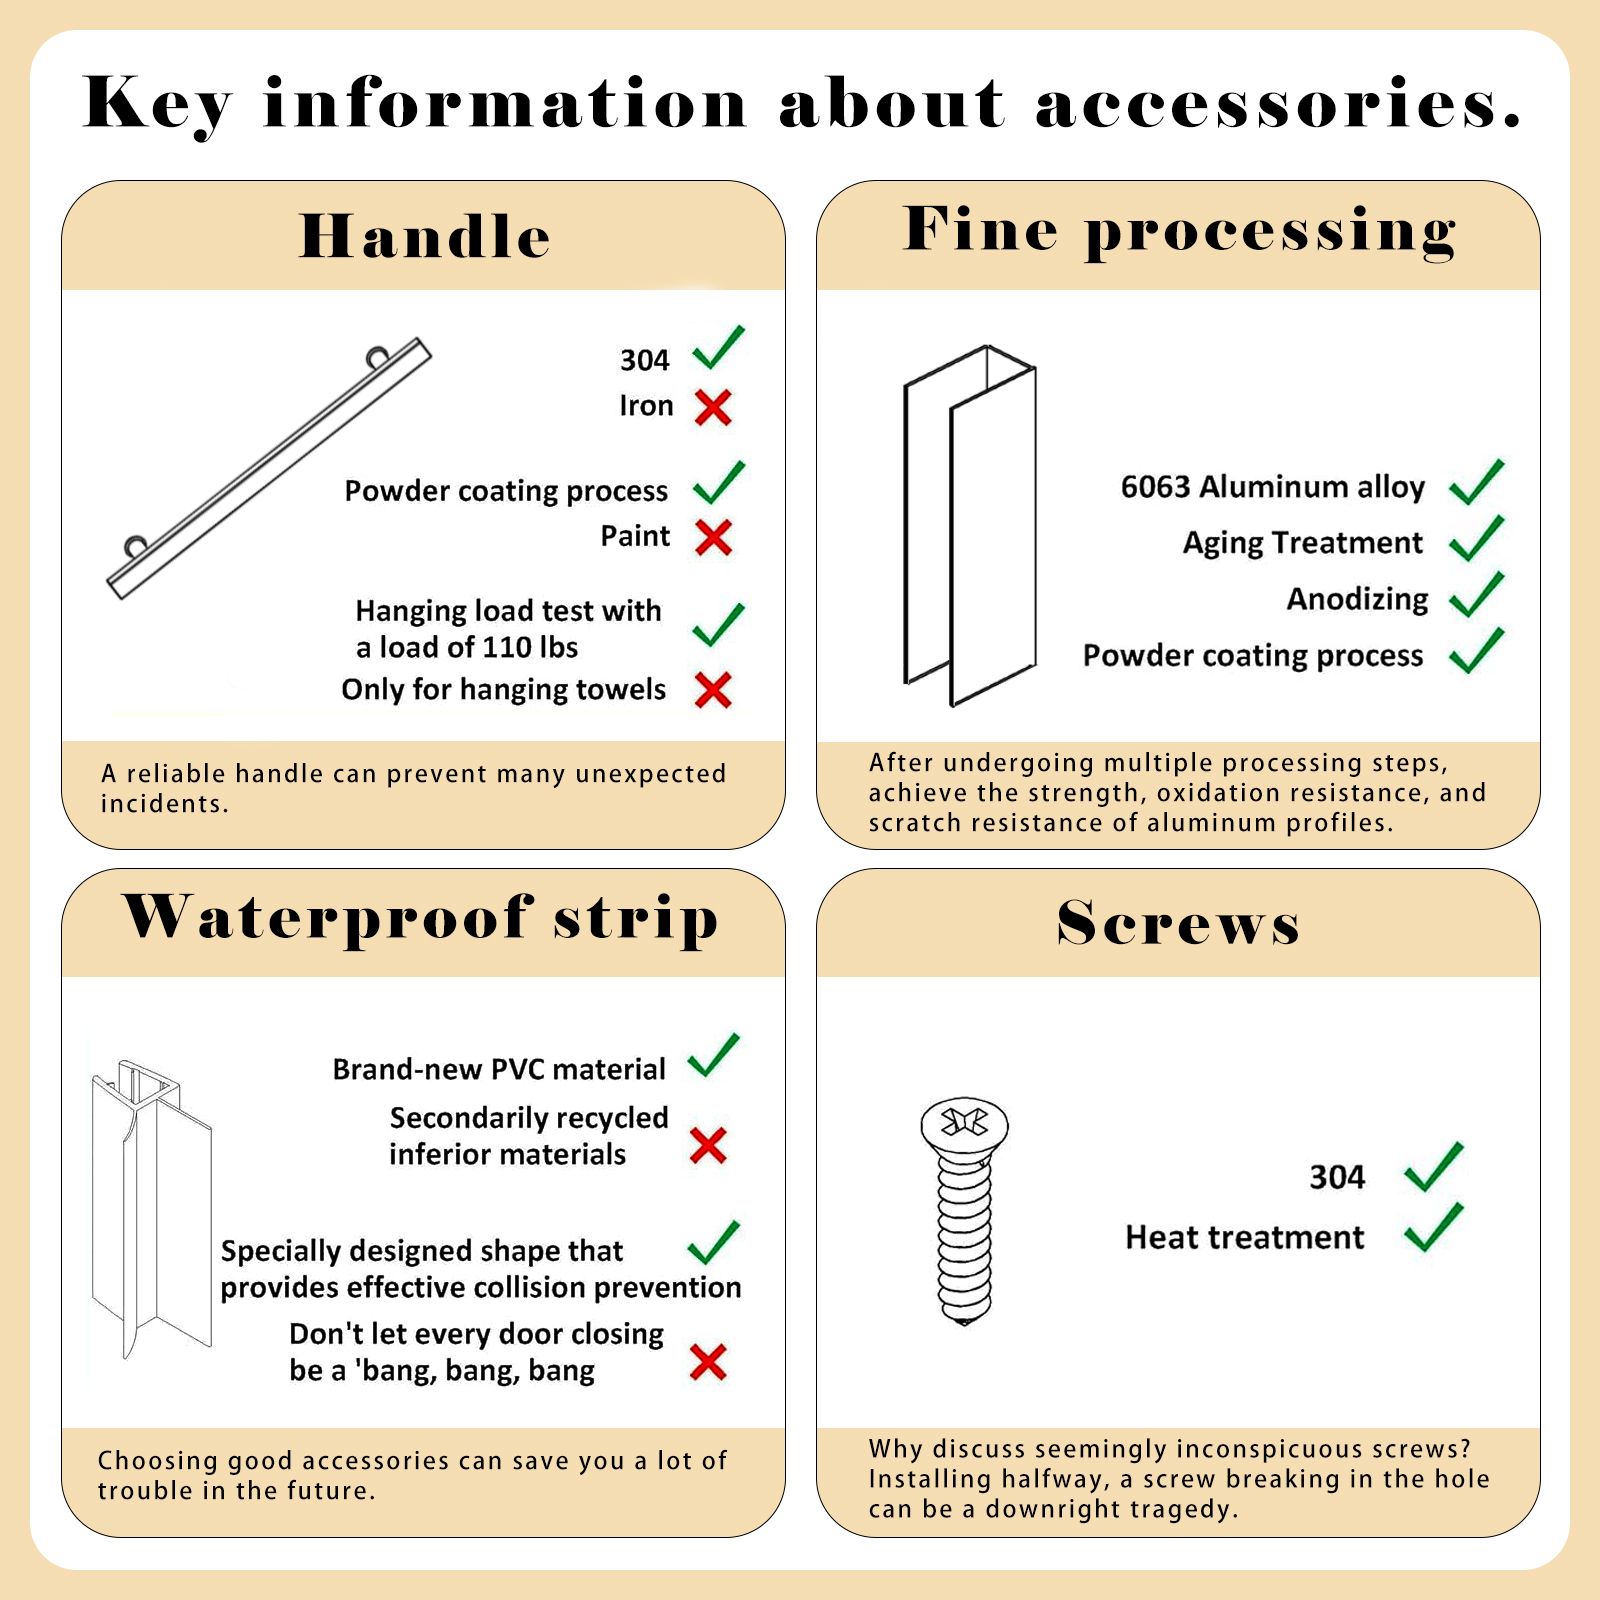 Key information about accessories.
Handle
304
Iron
Powder coating process
Paint
Hanging load test with
a load of 110 lbs
Only for hanging towels
A reliable handle can prevent many unexpected
incidents.
Fine processing
6063 Aluminum alloy
Aging Treatment
Anodizing
Powder coating process
After undergoing multiple processing steps,
achieve the strength, oxidation resistance, and
scratch resistance of aluminum profiles.
Waterproof strip
Brand-new PVC material
Secondarily recycled
inferior materials
Specially designed shape that
provides effective collision prevention
Don't let every door closing
be a 'bang, bang, bang
Choosing good accessories can save you a lot of
trouble in the future.
Screws
304
Heat treatment
Why discuss seemingly inconspicuous screws?
Installing halfway, a screw breaking in the hole
can be a downright tragedy.